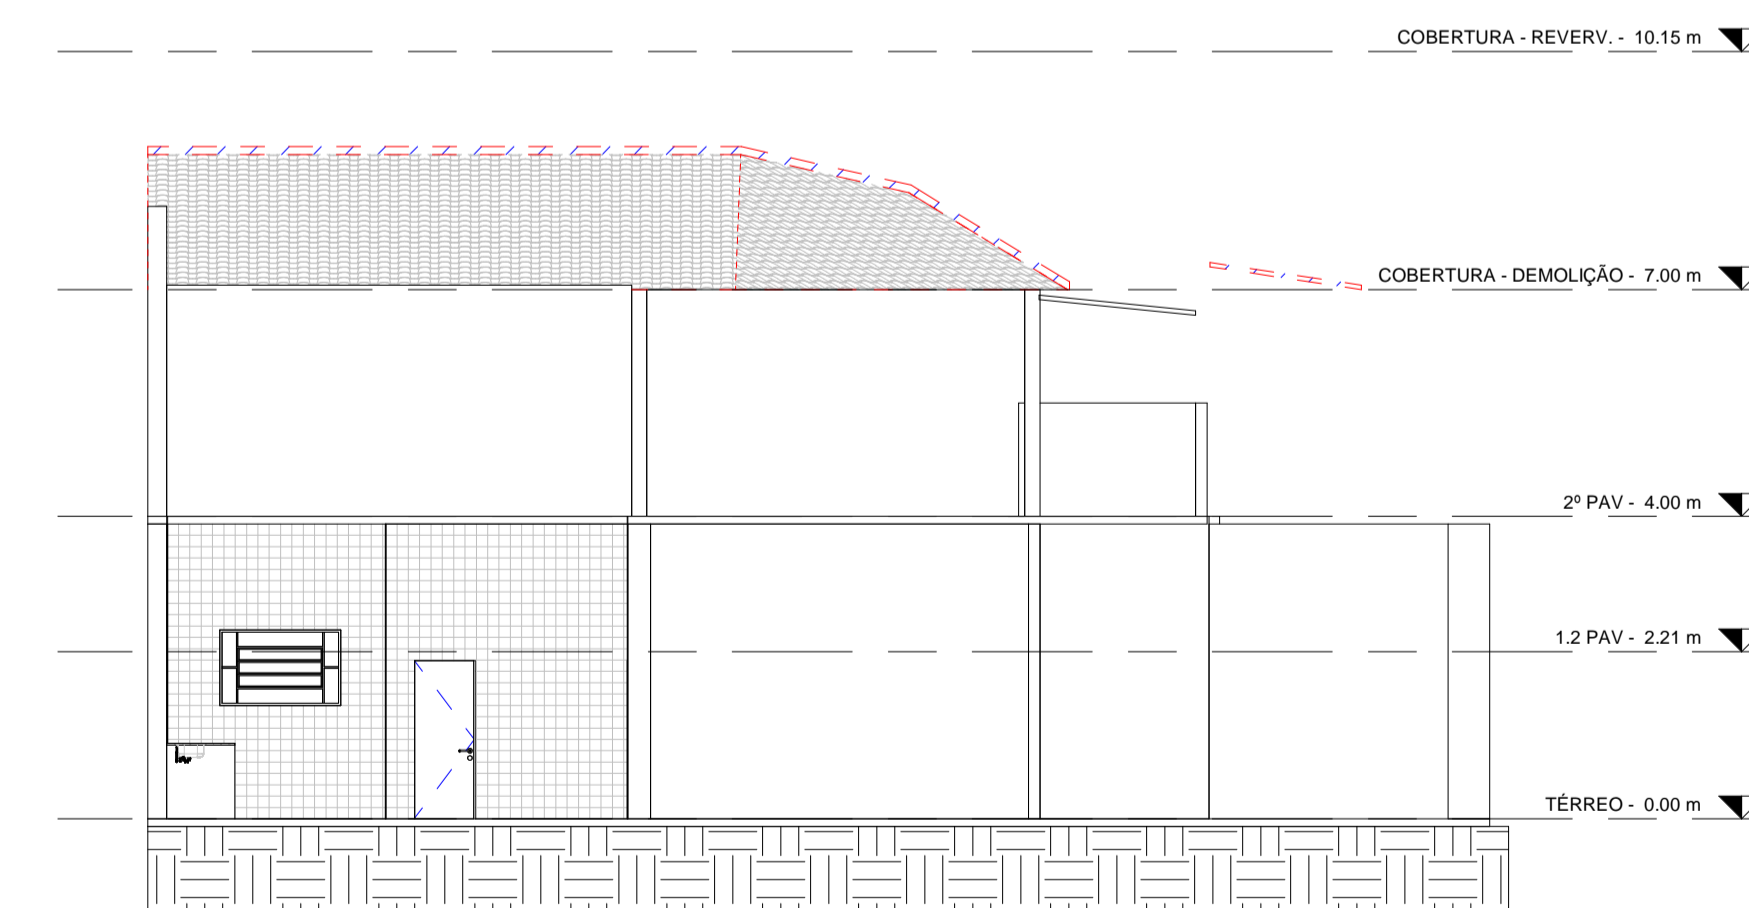 COBERTURA - REVERV. - 10.15 m
COBERTURA - DEMOLIÇÃO - 7.00 m
2º PAV - 4.00 m
1.2 PAV - 2.21 m
TÉRREO - 0.00 m